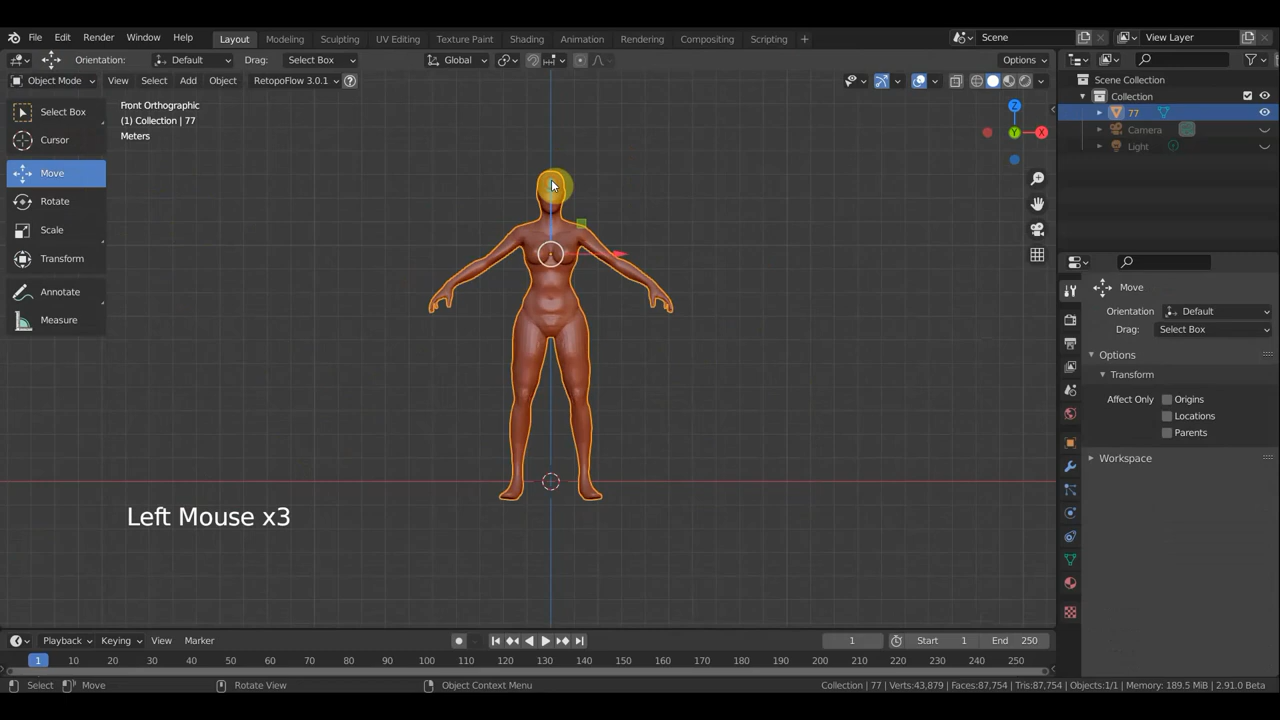 File Edit Render Window Help Layout Modeling Sculpting UV Editing Texture Paint Shading Animation Rendering Compositing Scripting + Scene View Layer
Orientation: Default Drag: Select Box Global Options
Object Mode View Select Add Object RetopoFlow 3.0.1 ?
Scene Collection
Collection
77
Camera
Light
Select Box
Cursor
Move
Rotate
Scale
Transform
Annotate
Measure
Front Orthographic
(1) Collection | 77
Meters
Z
Y
X
Move
Orientation Default
Drag: Select Box
Options
Transform
Affect Only Origins
Locations
Parents
Workspace
Left Mouse x3
Playback Keying View Marker 1 Start 1 End 250
1 10 20 30 40 50 60 70 80 90 100 110 120 130 140 150 160 170 180 190 200 210 220 230 240 250
Select Move Rotate View Object Context Menu Collection | 77 | Verts:43,879 | Faces:87,754 | Tris:87,754 | Objects:1/1 | Memory: 189.5 MiB | 2.91.0 Beta